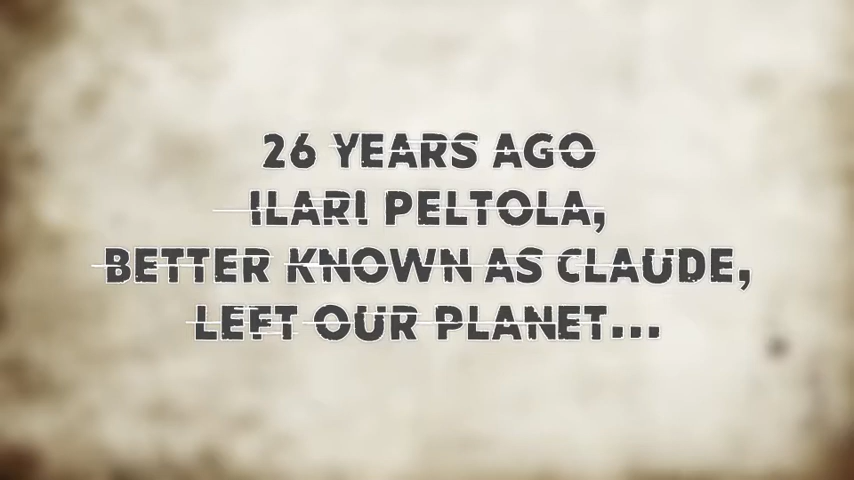 26 YEARS AGO
ILARI PELTOLA,
BETTER KNOWN AS CLAUDE,
LEFT OUR PLANET...